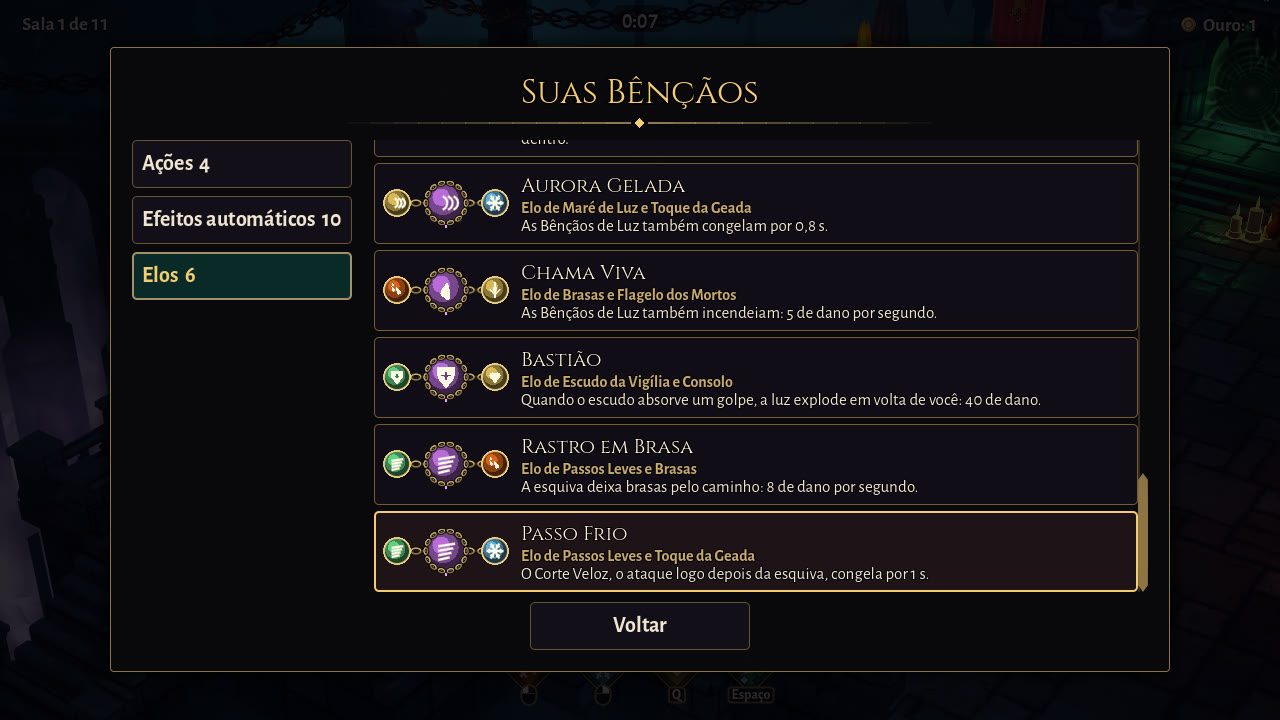 Sala 1 de 11
0:07
Ouro: 1
Suas Bênçãos
Ações 4
Efeitos automáticos 10
Elos 6
dentro.
Aurora Gelada
Elo de Maré de Luz e Toque da Geada
As Bênçãos de Luz também congelam por 0,8 s.
Chama Viva
Elo de Brasas e Flagelo dos Mortos
As Bênçãos de Luz também incendeiam: 5 de dano por segundo.
Bastião
Elo de Escudo da Vigília e Consolo
Quando o escudo absorve um golpe, a luz explode em volta de você: 40 de dano.
Rastro em Brasa
Elo de Passos Leves e Brasas
A esquiva deixa brasas pelo caminho: 8 de dano por segundo.
Passo Frio
Elo de Passos Leves e Toque da Geada
O Corte Veloz, o ataque logo depois da esquiva, congela por 1 s.
Voltar
Q
Espaço